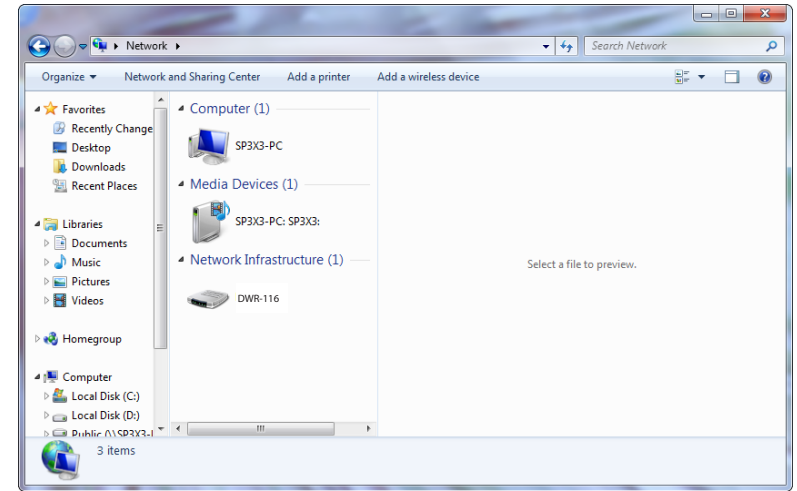 Network
Search Network
Organize
Network and Sharing Center
Add a printer
Add a wireless device
Favorites
Recently Change
Desktop
Downloads
Recent Places
Libraries
Documents
Music
Pictures
Videos
Homegroup
Computer
Local Disk (C:)
Local Disk (D:)
Public (\\SP3X3-
Computer (1)
SP3X3-PC
Media Devices (1)
SP3X3-PC: SP3X3:
Network Infrastructure (1)
DWR-116
Select a file to preview.
3 items